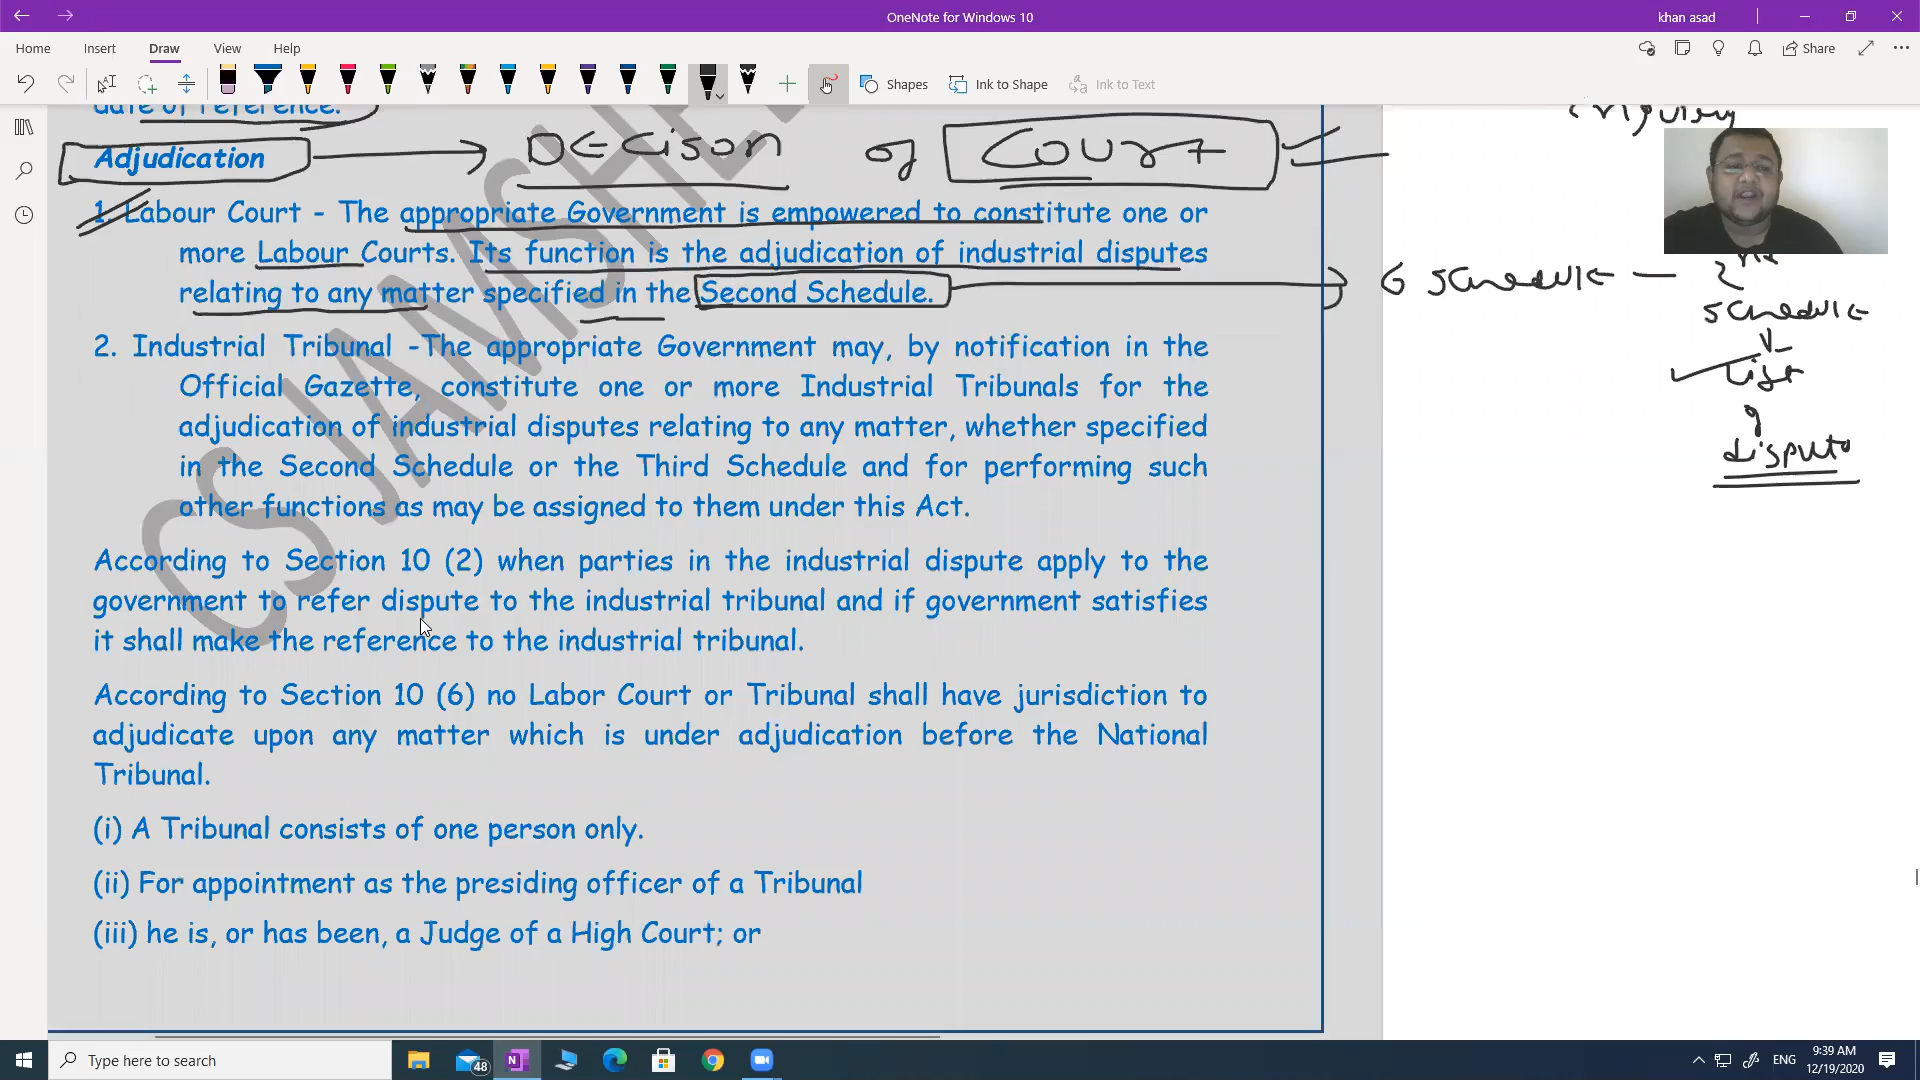 OneNote for Windows 10
khan asad
Home Insert Draw View Help
Share
Shapes Ink to Shape Ink to Text
date of reference.
Adjudication → DECison of Court
1. Labour Court - The appropriate Government is empowered to constitute one or
more Labour Courts. Its function is the adjudication of industrial disputes
relating to any matter specified in the Second Schedule.
6 schedule — 2nd
schedule
List
of
dispute
2. Industrial Tribunal -The appropriate Government may, by notification in the
Official Gazette, constitute one or more Industrial Tribunals for the
adjudication of industrial disputes relating to any matter, whether specified
in the Second Schedule or the Third Schedule and for performing such
other functions as may be assigned to them under this Act.
According to Section 10 (2) when parties in the industrial dispute apply to the
government to refer dispute to the industrial tribunal and if government satisfies
it shall make the reference to the industrial tribunal.
According to Section 10 (6) no Labor Court or Tribunal shall have jurisdiction to
adjudicate upon any matter which is under adjudication before the National
Tribunal.
(i) A Tribunal consists of one person only.
(ii) For appointment as the presiding officer of a Tribunal
(iii) he is, or has been, a Judge of a High Court; or
CS JAMSHE
Type here to search
48
ENG
9:39 AM
12/19/2020